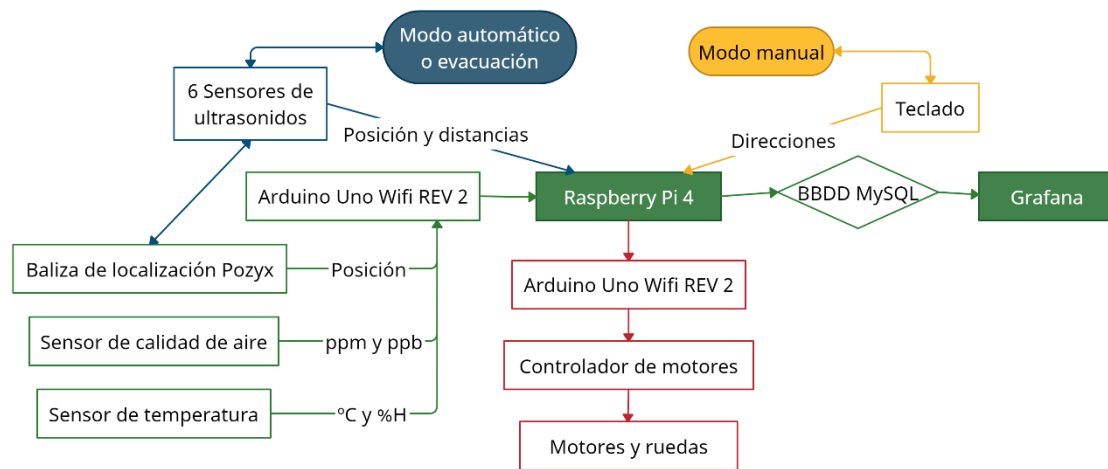 Modo automático
o evacuación
Modo manual
6 Sensores de
ultrasonidos
Teclado
Posición y distancias
Direcciones
Arduino Uno Wifi REV 2
Raspberry Pi 4
BBDD MySQL
Grafana
Baliza de localización Pozyx
Posición
Arduino Uno Wifi REV 2
Sensor de calidad de aire
ppm y ppb
Controlador de motores
Sensor de temperatura
ºC y %H
Motores y ruedas